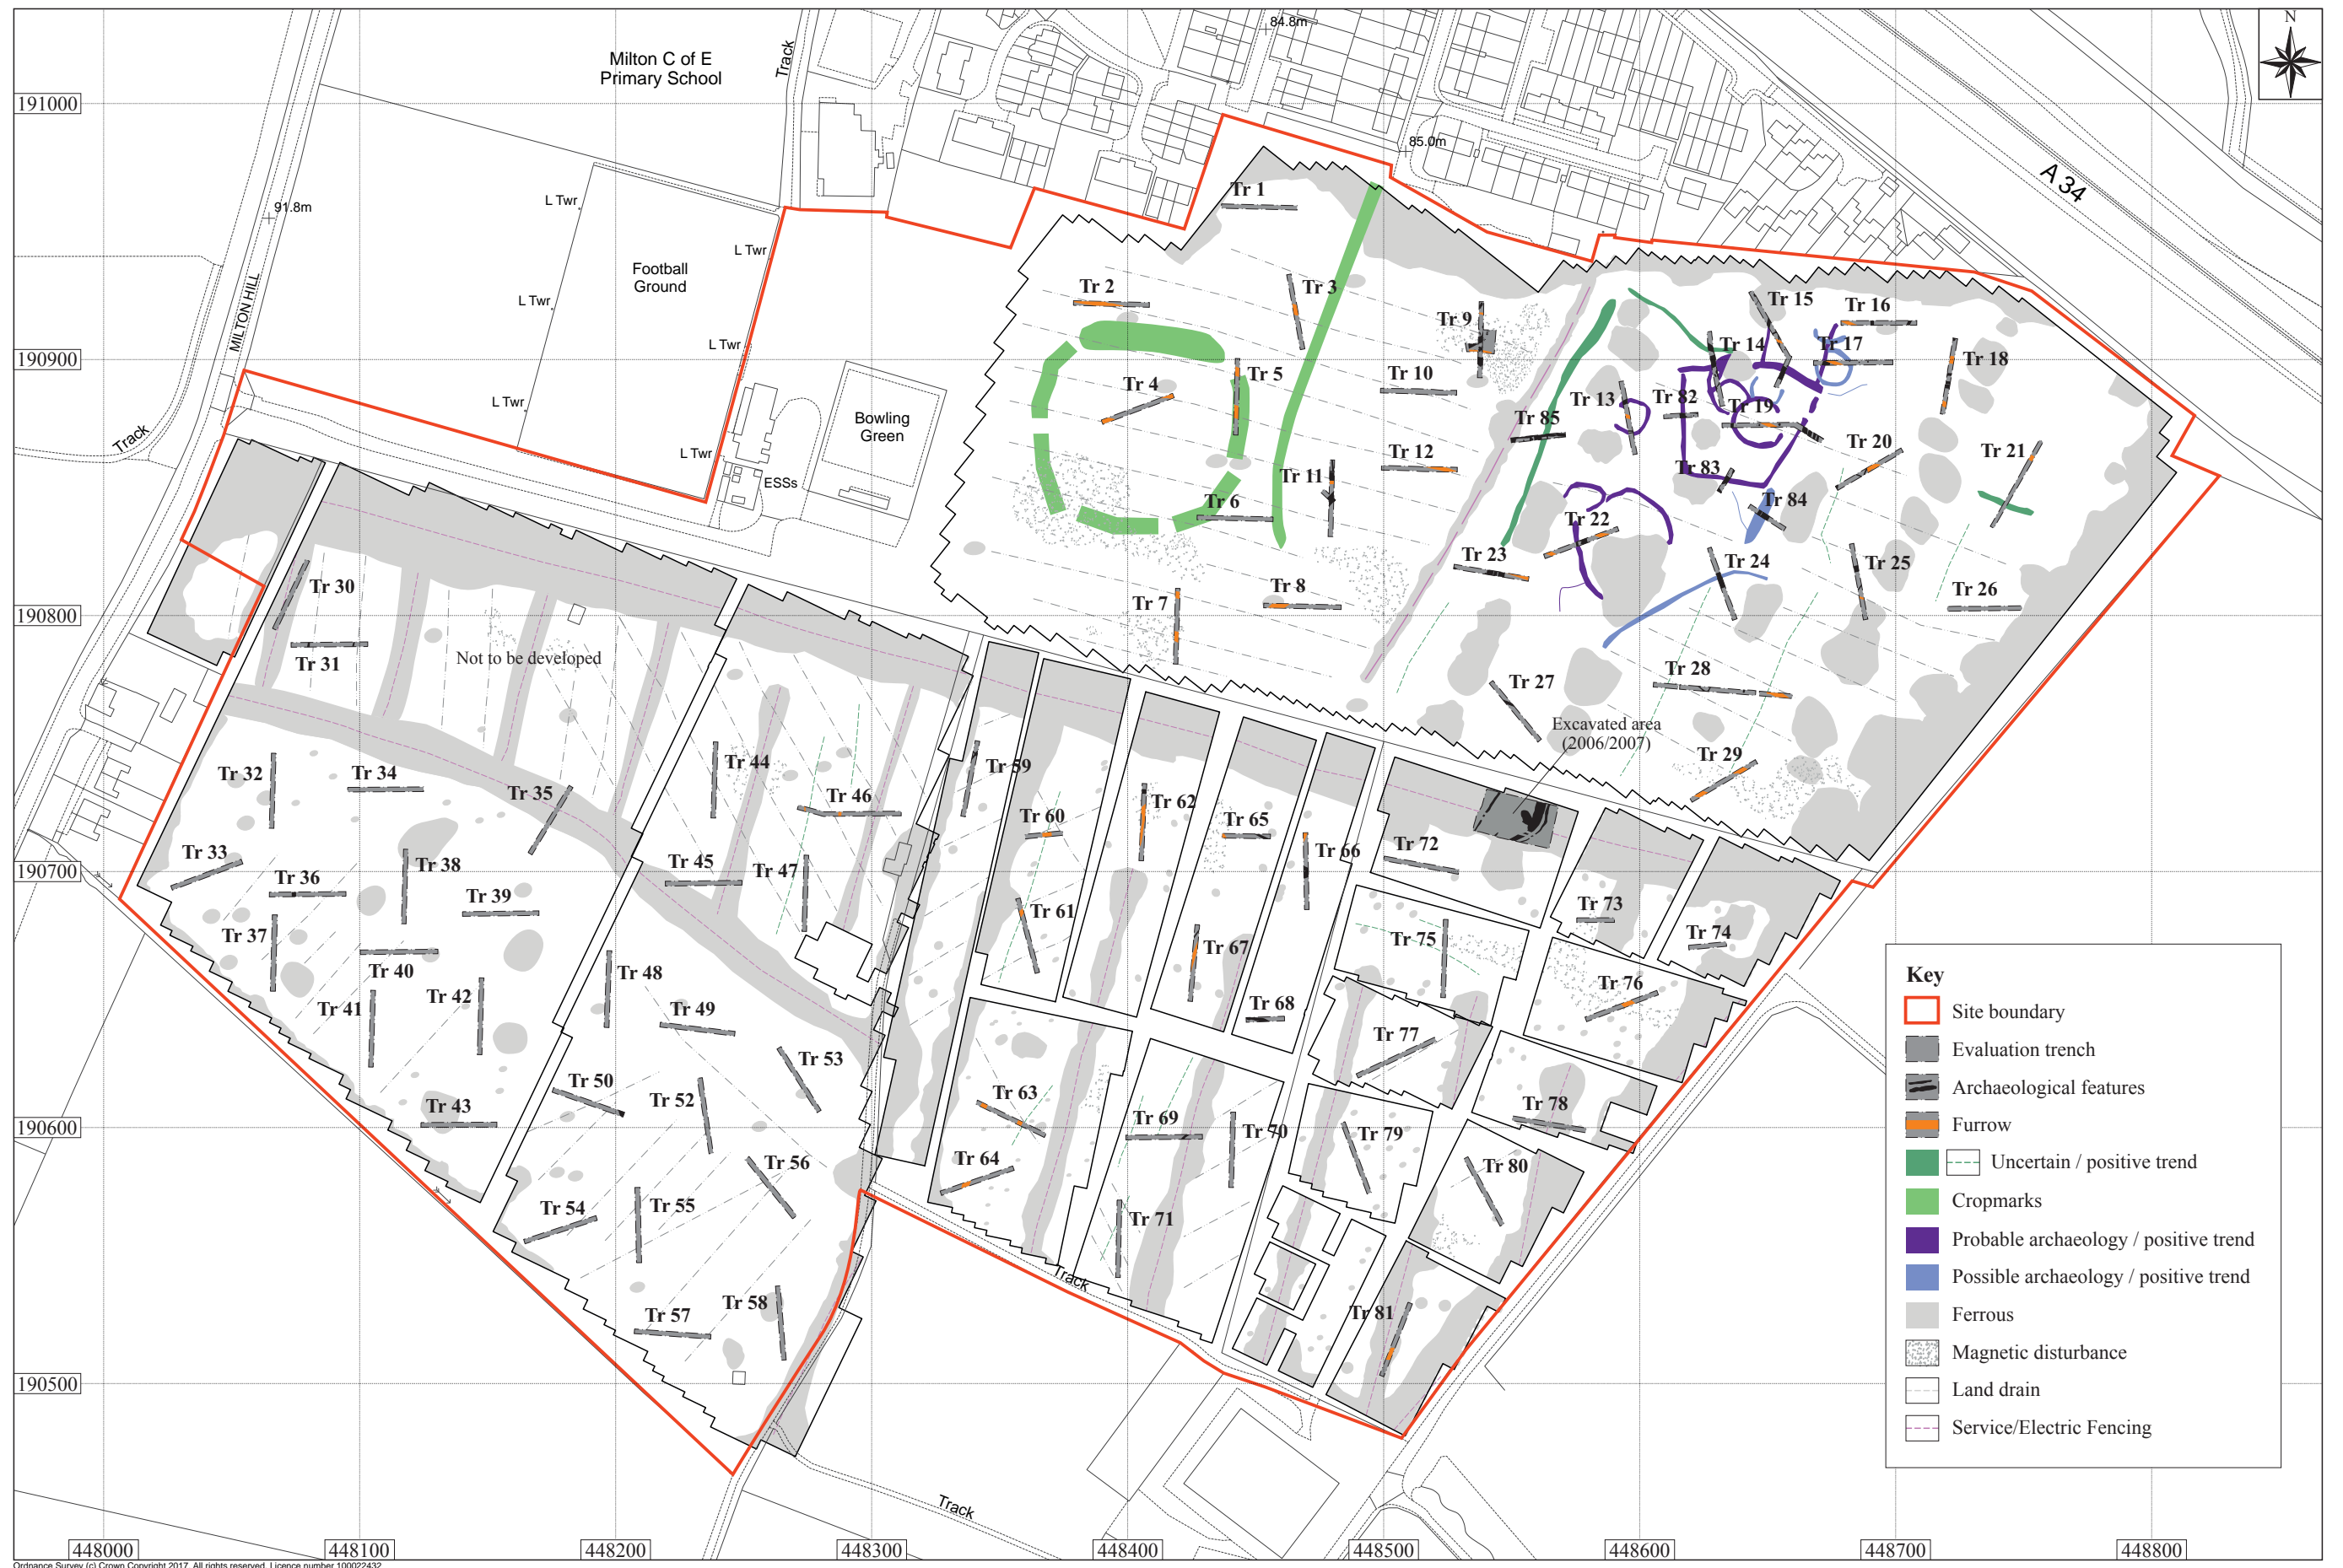 Milton C of E
Primary School
Track
84.8m
N
191000
85.0m
A 34
91.8m
L Twr
Tr 1
L Twr
Football
Ground
L Twr
MILTON HILL
Tr 2
Tr 3
Tr 15
Tr 16
Tr 9
L Twr
Tr 14
Tr 17
190900
Tr 18
Tr 4
Tr 5
Tr 10
L Twr
Bowling
Green
Tr 13
Tr 82
Tr 19
Tr 85
Track
Tr 20
L Twr
Tr 12
Tr 21
Tr 11
Tr 83
ESSs
Tr 6
Tr 84
Tr 22
Tr 23
Tr 24
Tr 25
Tr 30
Tr 8
Tr 26
Tr 7
190800
Not to be developed
Tr 31
Tr 28
Tr 27
Excavated area
(2006/2007)
Tr 29
Tr 44
Tr 59
Tr 32
Tr 34
Tr 35
Tr 46
Tr 62
Tr 60
Tr 65
Tr 72
Tr 66
Tr 33
Tr 38
Tr 45
Tr 47
190700
Tr 36
Tr 39
Tr 61
Tr 73
Tr 37
Tr 75
Tr 74
Tr 67
Tr 40
Tr 48
Tr 76
Tr 42
Tr 41
Tr 49
Tr 68
Tr 77
Tr 53
Tr 50
Tr 63
Tr 52
Tr 43
Tr 69
Tr 78
190600
Tr 70
Tr 79
Tr 64
Tr 56
Tr 80
Tr 54
Tr 55
Tr 71
Track
Tr 58
Tr 57
Tr 81
190500
Track
Key
Site boundary
Evaluation trench
Archaeological features
Furrow
Uncertain / positive trend
Cropmarks
Probable archaeology / positive trend
Possible archaeology / positive trend
Ferrous
Magnetic disturbance
Land drain
Service/Electric Fencing
448000
448100
448200
448300
448400
448500
448600
448700
448800
Ordnance Survey (c) Crown Copyright 2017. All rights reserved. Licence number 100022432